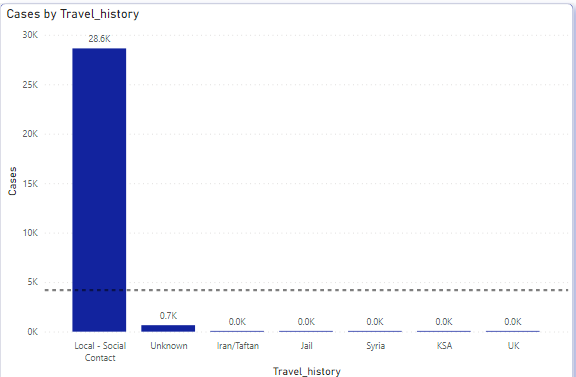 Cases by Travel_history
30K
28.6K
25K
20K
15K
10K
5K
0.7K
0.0K 0.0K 0.0K 0.0K 0.0K
0K
Cases
Local - Social
Contact
Unknown
Iran/Taftan
Jail
Syria
KSA
UK
Travel_history